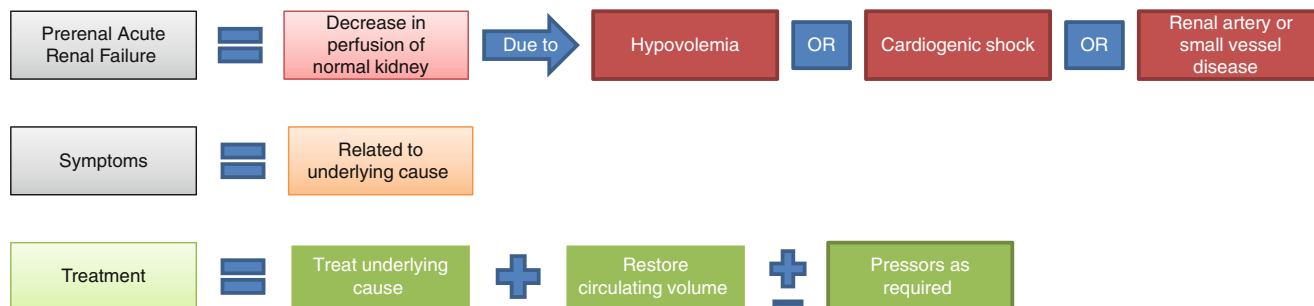 Prerenal Acute
Renal Failure
Decrease in
perfusion of
normal kidney
Due to
Hypovolemia
OR
Cardiogenic shock
OR
Renal artery or
small vessel
disease
Symptoms
Related to
underlying cause
Treatment
Treat underlying
cause
Restore
circulating volume
Pressors as
required